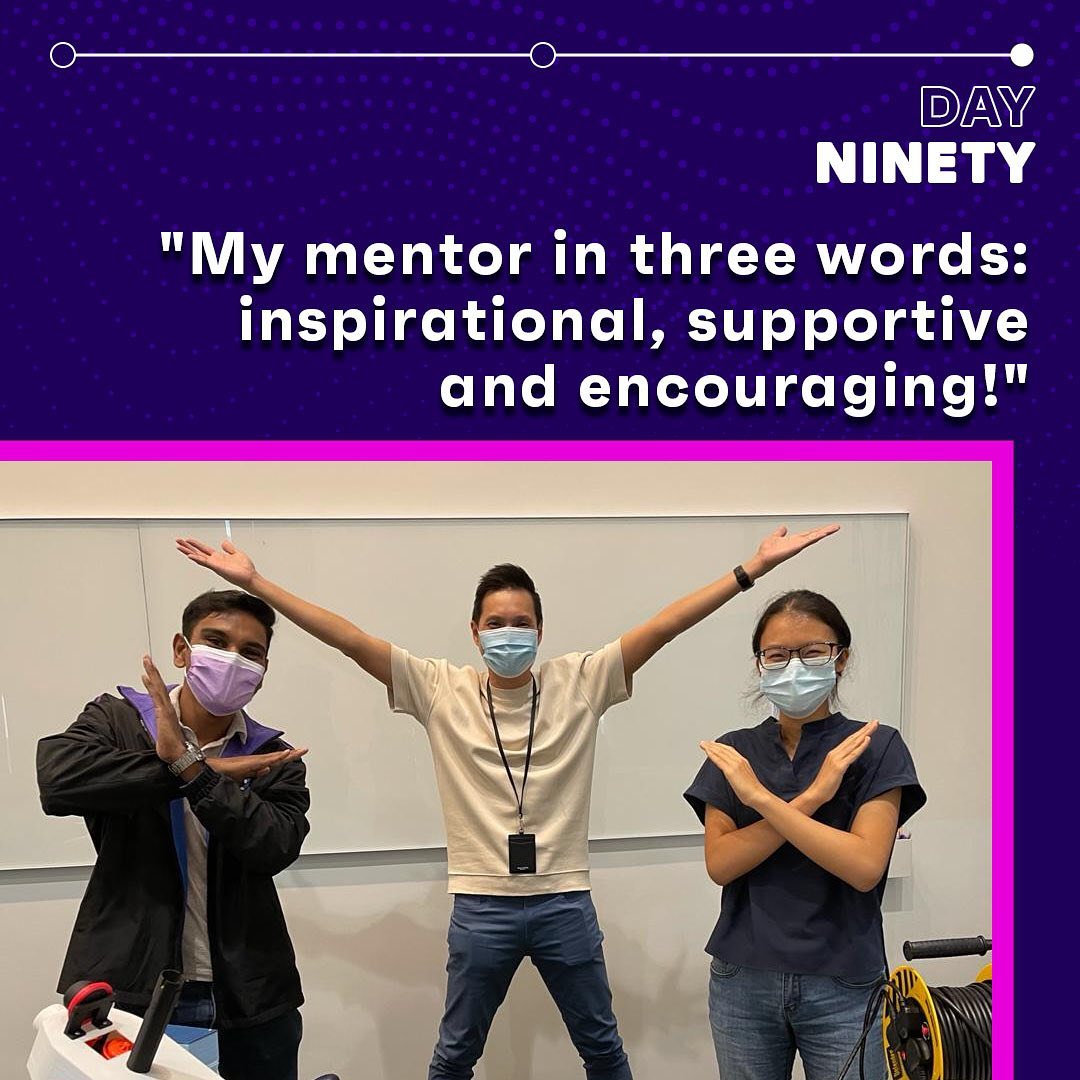 DAY
NINETY
"My mentor in three words:
inspirational, supportive
and encouraging!"